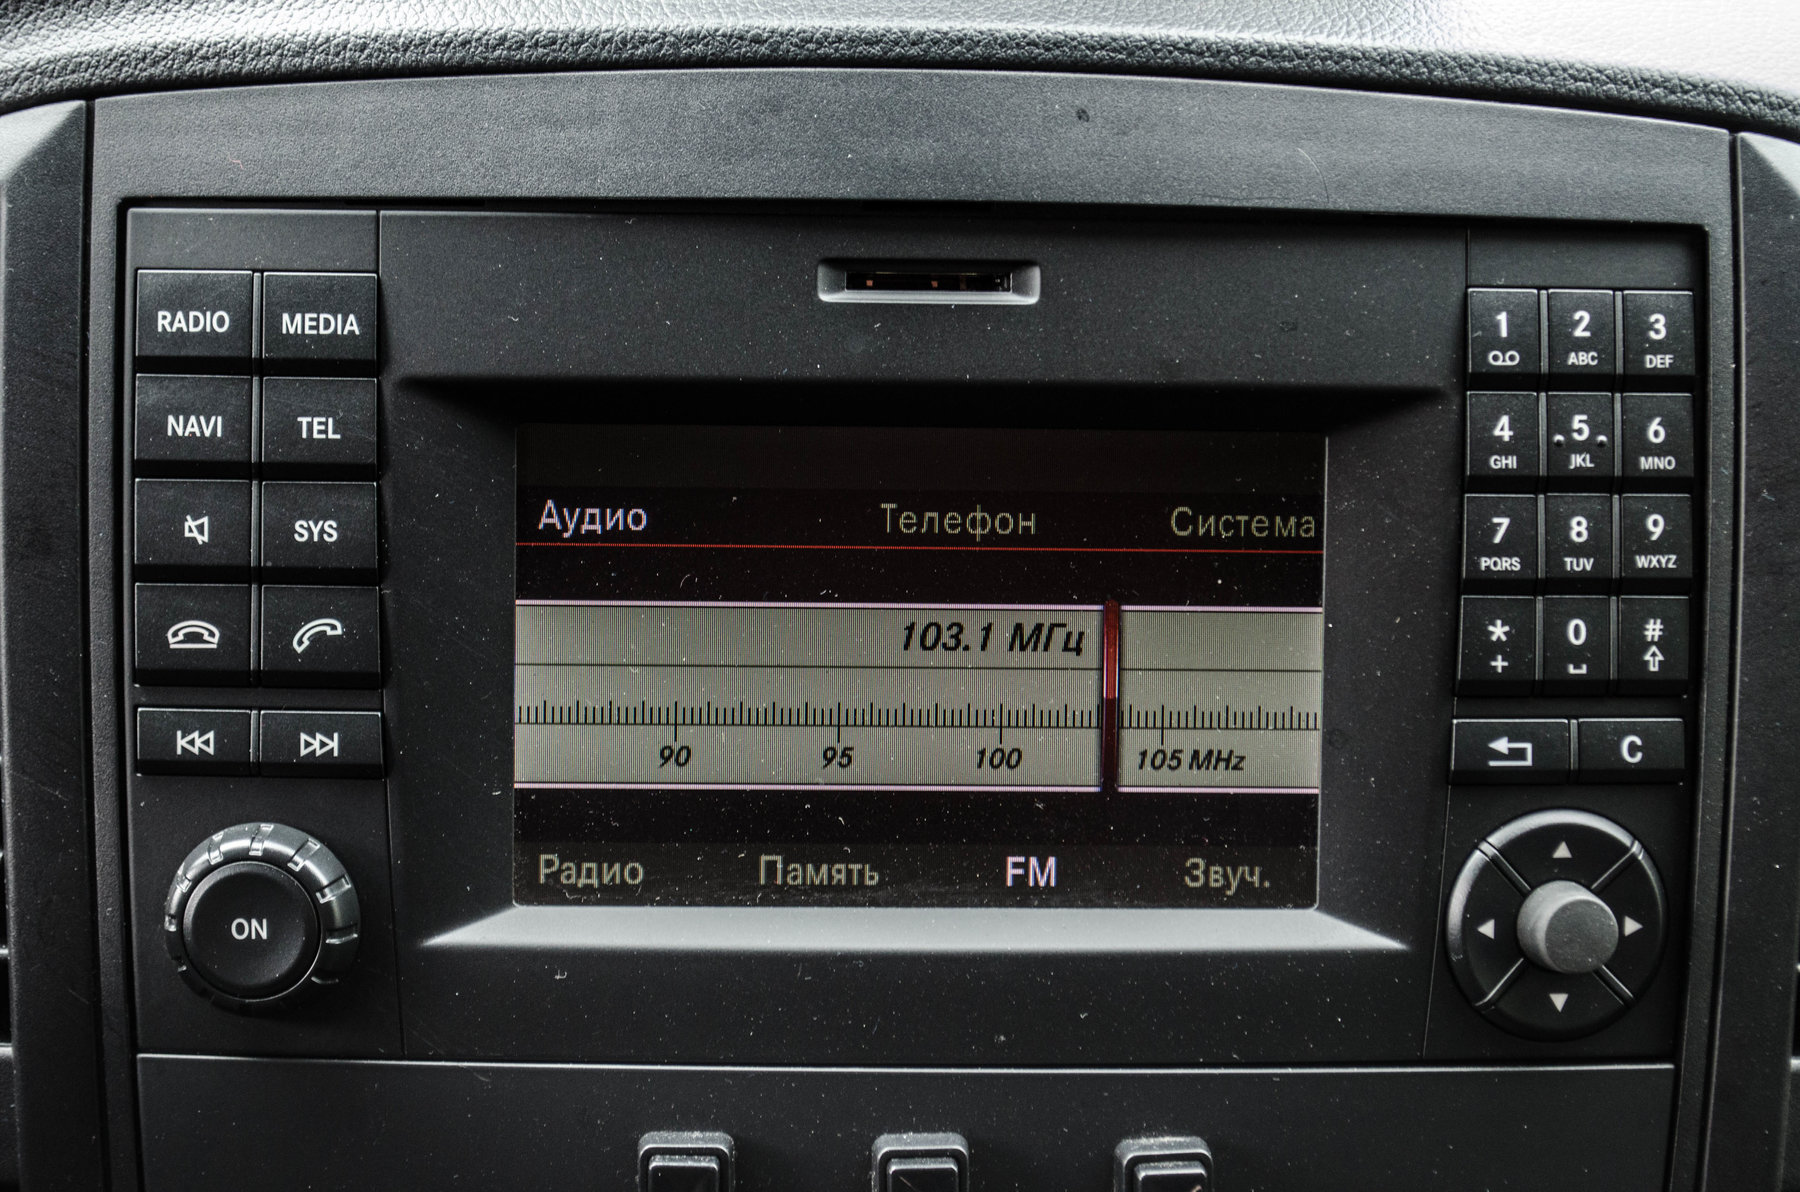 RADIO MEDIA
NAVI TEL
SYS
ON
Аудио Телефон Система
103.1 МГц
90 95 100 105 MHz
Радио Память FM Звуч.
1 2 ABC 3 DEF
4 GHI 5 JKL 6 MNO
7 PQRS 8 TUV 9 WXYZ
* + 0 #
C